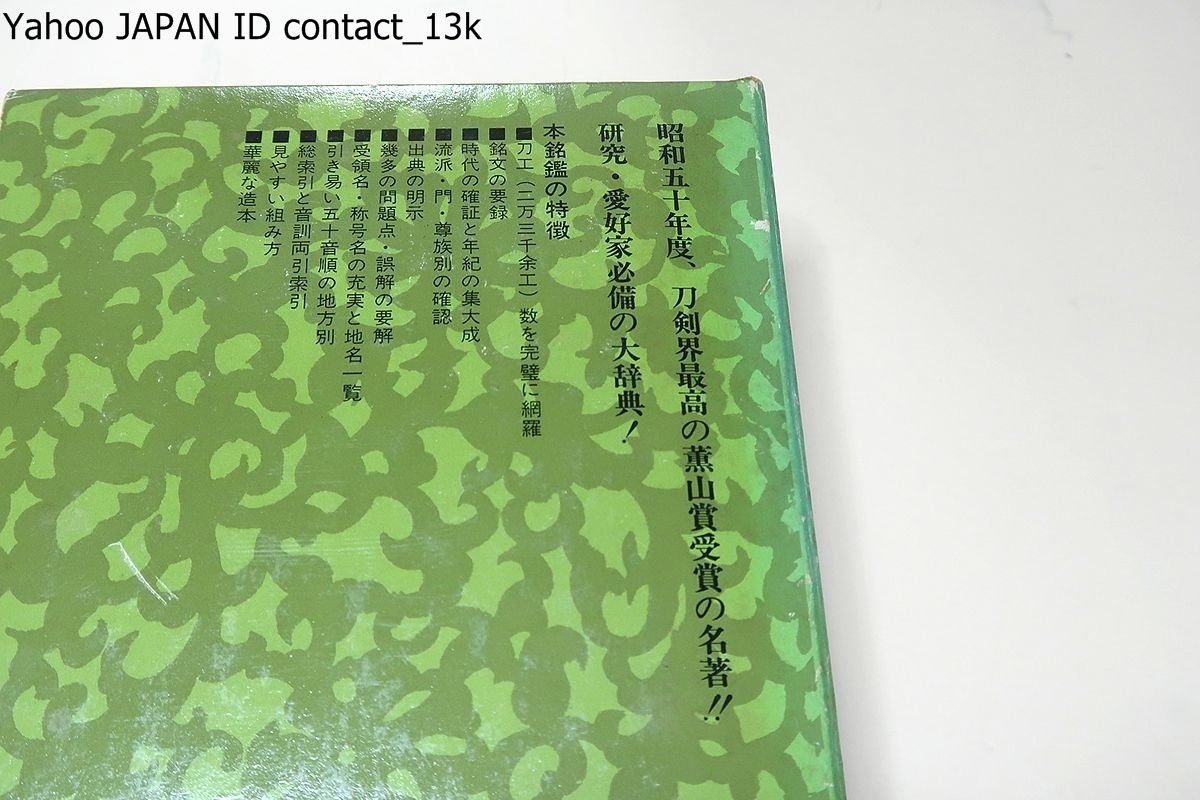 Yahoo JAPAN ID contact_13k
昭和五十年度、刀剣界最高の薫山賞受賞の名著!!
研究・愛好家必備の大辞典!
本銘鑑の特徴
■刀工(二万三千余工)数を完璧に網羅
■銘文の要録
■時代の確証と年紀の集大成
■流派・門・尊族別の確認
■出典の明示
■幾多の問題点・誤解の要解
■受領名・称号名の充実と地名一覧
■引き易い五十音順の地方別
■総索引と音訓両引索引
■見やすい組み方
■華麗な造本